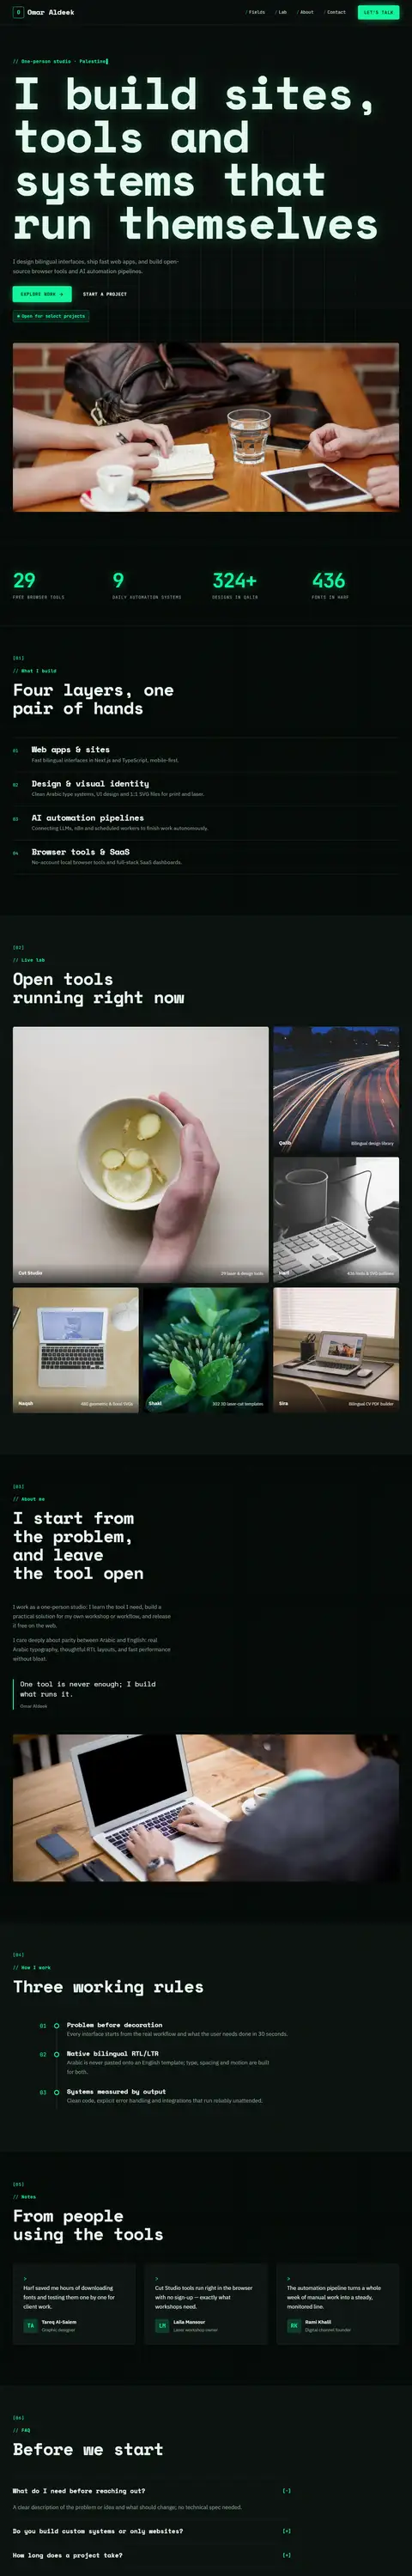 O Omar Aldeek
/ Fields / Lab / About / Contact LET'S TALK
// One-person studio · Palestine
I build sites,
tools and
systems that
run themselves
I design bilingual interfaces, ship fast web apps, and build open-
source browser tools and AI automation pipelines.
EXPLORE WORK → START A PROJECT
Open for select projects
29 9 324+ 436
FREE BROWSER TOOLS DAILY AUTOMATION SYSTEMS DESIGNS IN QALIB FONTS IN HARF
[01]
// What I build
Four layers, one
pair of hands
01 Web apps & sites
Fast bilingual interfaces in Next.js and TypeScript, mobile-first.
02 Design & visual identity
Clean Arabic type systems, UI design and 1:1 SVG files for print and laser.
03 AI automation pipelines
Connecting LLMs, n8n and scheduled workers to finish work autonomously.
04 Browser tools & SaaS
No-account local browser tools and full-stack SaaS dashboards.
[02]
// Live lab
Open tools
running right now
Qalib Bilingual design library
Cut Studio 29 laser & design tools
Harf 436 fonts & SVG outlines
Naqsh
Shakl 303 3D laser-cut templates
Sira Bilingual CV PDF builder
[03]
// About me
I start from
the problem,
and leave
the tool open
I work as a one-person studio: I learn the tool I need, build a
practical solution for my own workshop or workflow, and release
it free on the web.
I care deeply about parity between Arabic and English: real
Arabic typography, thoughtful RTL layouts, and fast performance
without bloat.
One tool is never enough; I build
what runs it.
Omar Aldeek
[04]
// How I work
Three working rules
01 Problem before decoration
Every interface starts from the real workflow and what the user needs done in 30 seconds.
02 Native bilingual RTL/LTR
Arabic is never pasted onto an English template; type, spacing and motion are built
for both.
03 Systems measured by output
Clean code, explicit error handling and integrations that run reliably unattended.
[05]
// Notes
From people
using the tools
>
Harf saved me hours of downloading
fonts and testing them one by one for
client work.
TA Tareq Al-Salem
Graphic designer
>
Cut Studio tools run right in the browser
with no sign-up — exactly what
workshops need.
LM Laila Mansour
Laser workshop owner
>
The automation pipeline turns a whole
week of manual work into a steady,
monitored line.
RK Rami Khalil
Digital channel founder
[06]
// FAQ
Before we start
What do I need before reaching out? [-]
A clear description of the problem or idea and what should change; no technical spec needed.
Do you build custom systems or only websites? [+]
How long does a project take? [+]